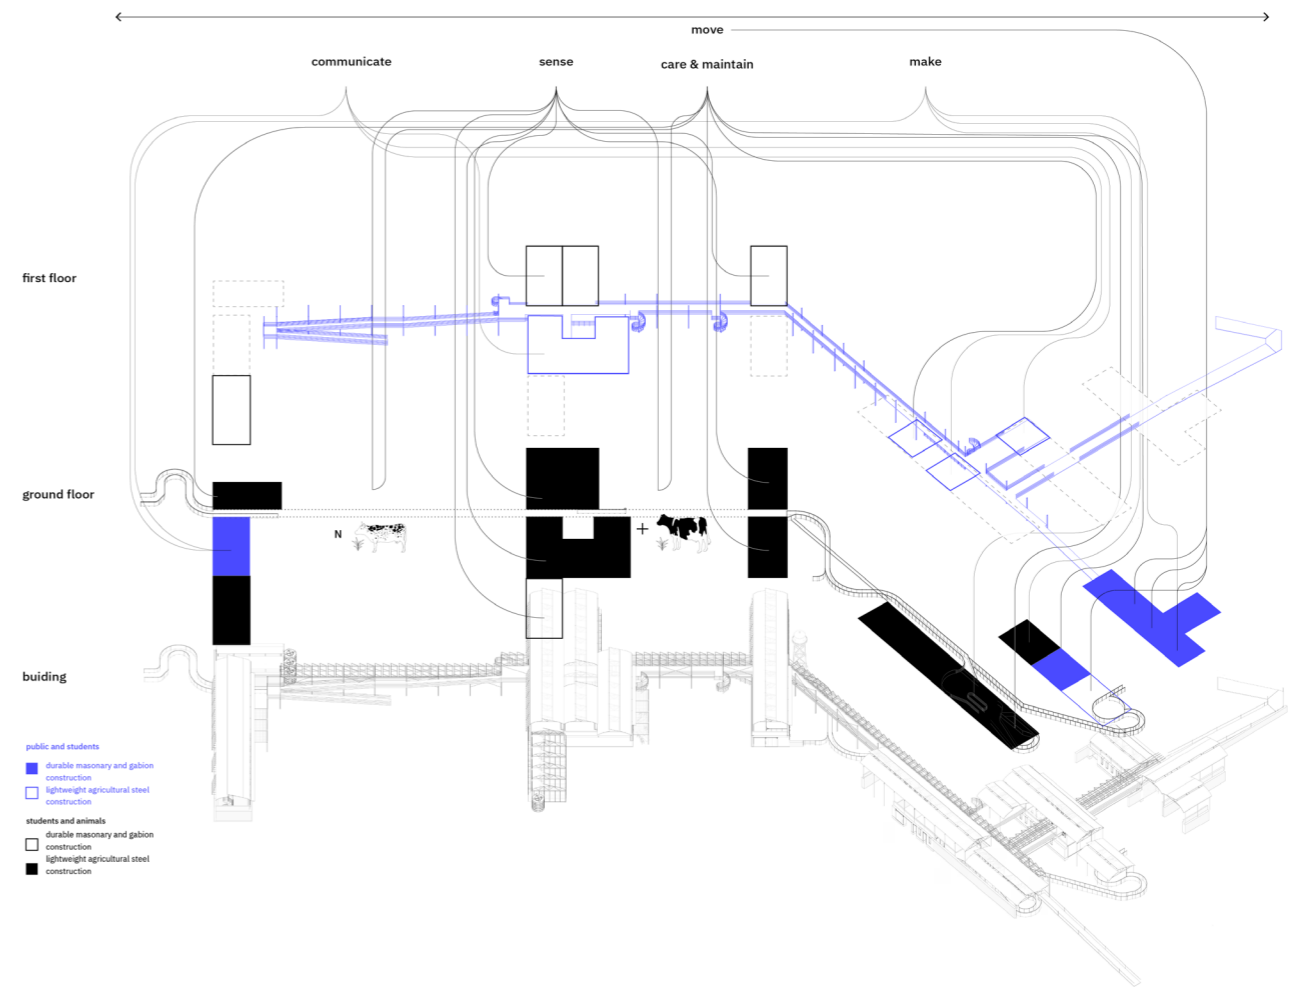 move
communicate
sense
care & maintain
make
first floor
ground floor
N
+
buiding
public and students
durable masonary and gabion
construction
lightweight agricultural steel
construction
students and animals
durable masonary and gabion
construction
lightweight agricultural steel
construction